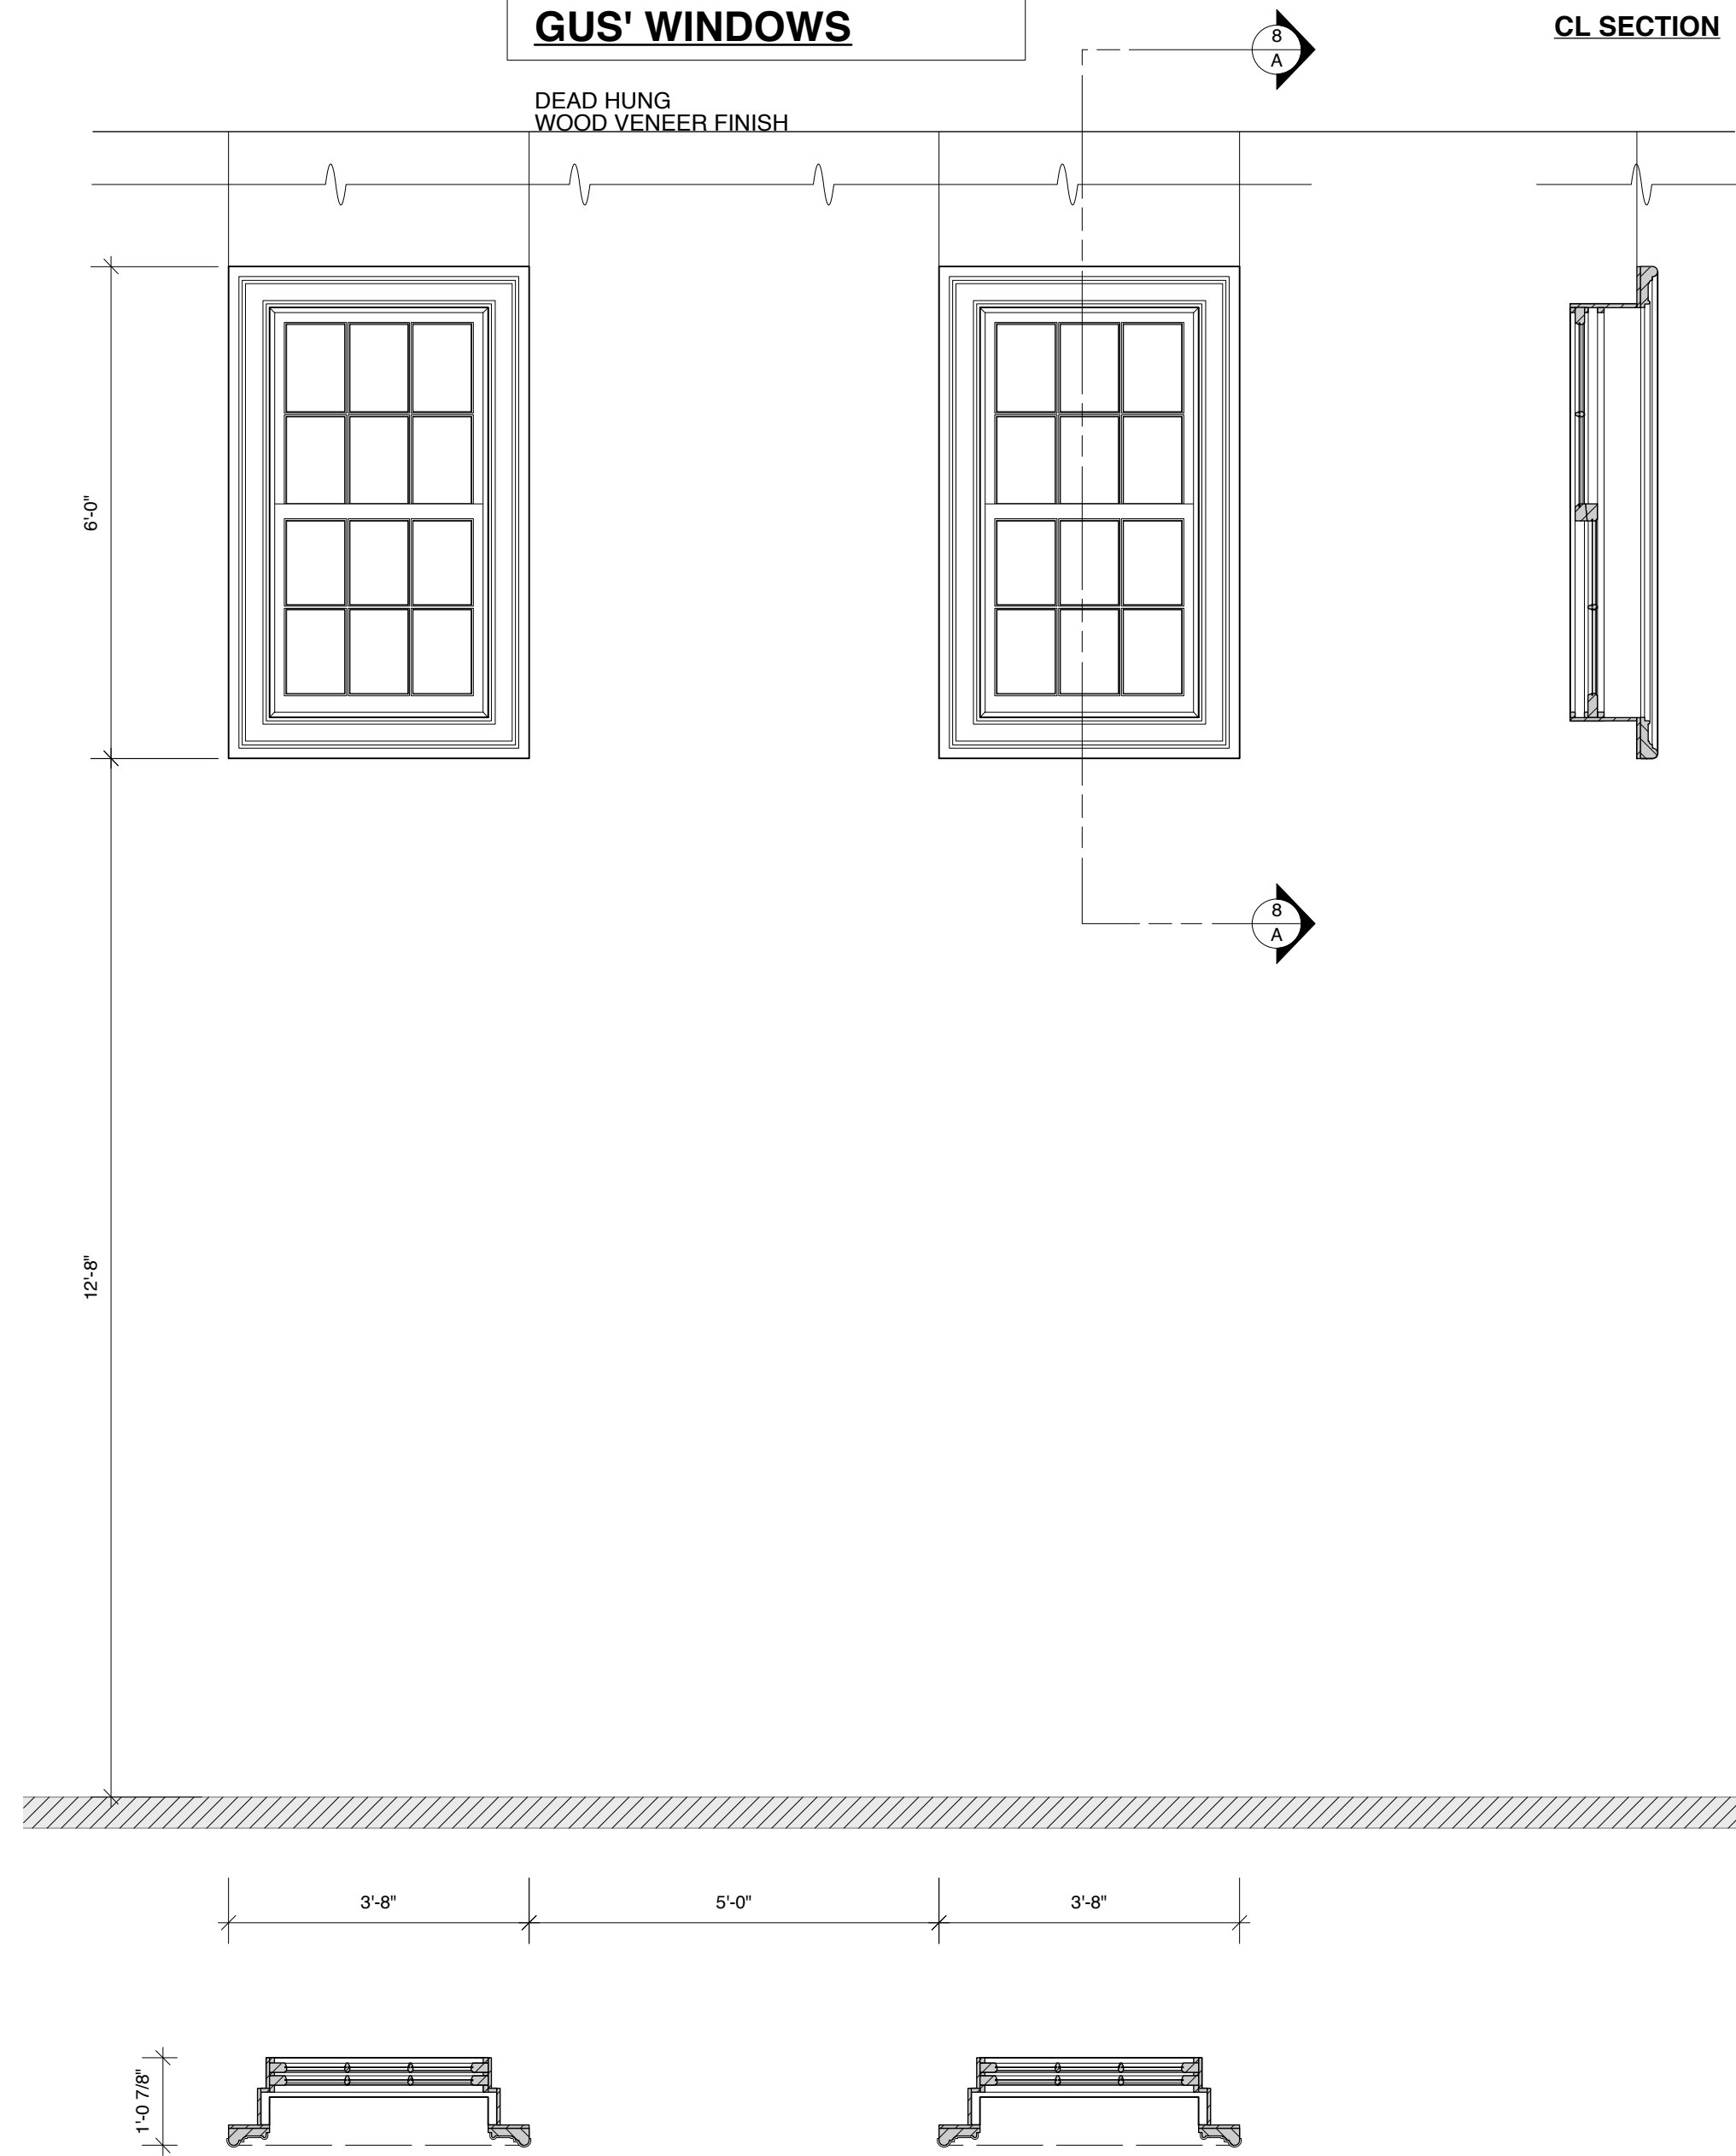 GUS' WINDOWS
8
A
CL SECTION
DEAD HUNG
WOOD VENEER FINISH
6'-0"
8
A
12'-8"
3'-8"
5'-0"
3'-8"
1'-0 7/8"